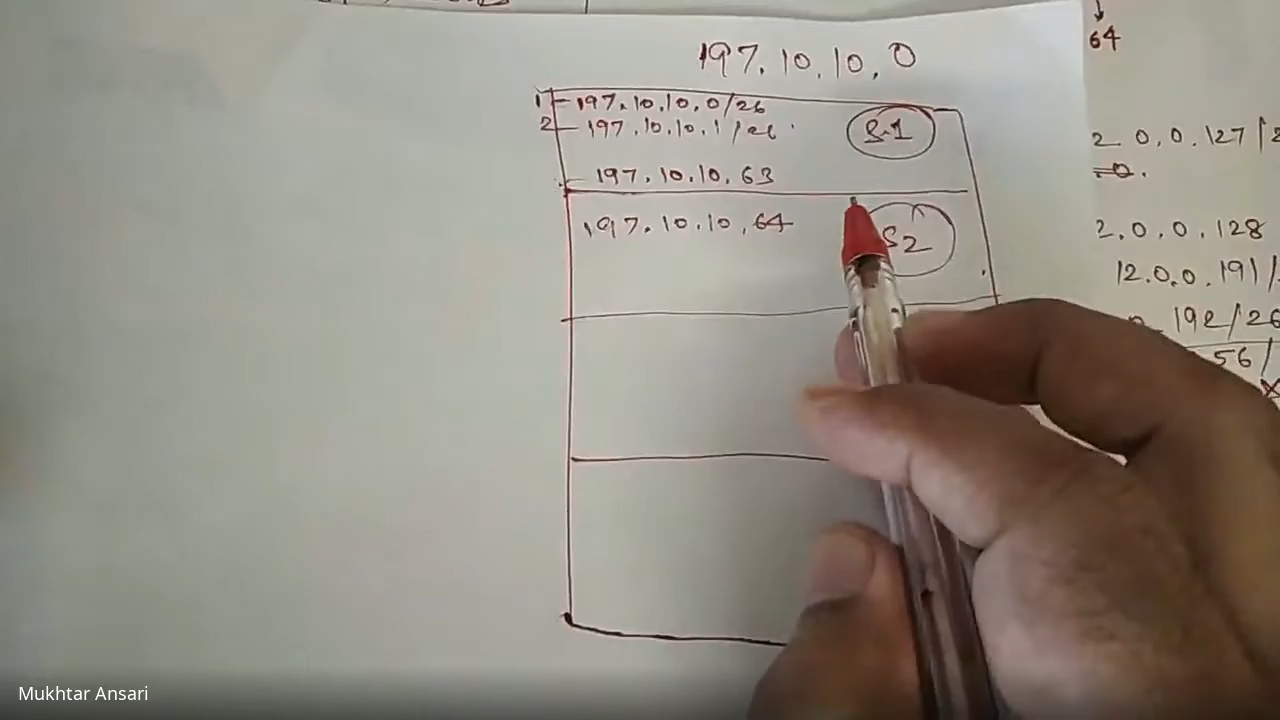 64
197.10.10.0
1 - 197.10.10.0/26
2 - 197.10.10.1/26
S-1
- 197.10.10.63
197.10.10.64
S2
2 0.0.127/2
2.0.0.128
12.0.0.191/
192/26
56/
Mukhtar Ansari